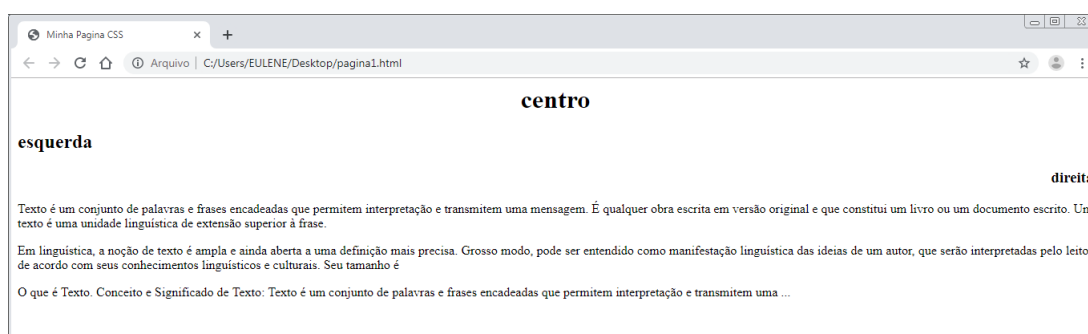 Minha Pagina CSS
Arquivo | C:/Users/EULENE/Desktop/pagina1.html
centro
esquerda
direita
Texto é um conjunto de palavras e frases encadeadas que permitem interpretação e transmitem uma mensagem. É qualquer obra escrita em versão original e que constitui um livro ou um documento escrito. Um
texto é uma unidade linguística de extensão superior à frase.
Em linguística, a noção de texto é ampla e ainda aberta a uma definição mais precisa. Grosso modo, pode ser entendido como manifestação linguística das ideias de um autor, que serão interpretadas pelo leito
de acordo com seus conhecimentos linguísticos e culturais. Seu tamanho é
O que é Texto. Conceito e Significado de Texto: Texto é um conjunto de palavras e frases encadeadas que permitem interpretação e transmitem uma ...